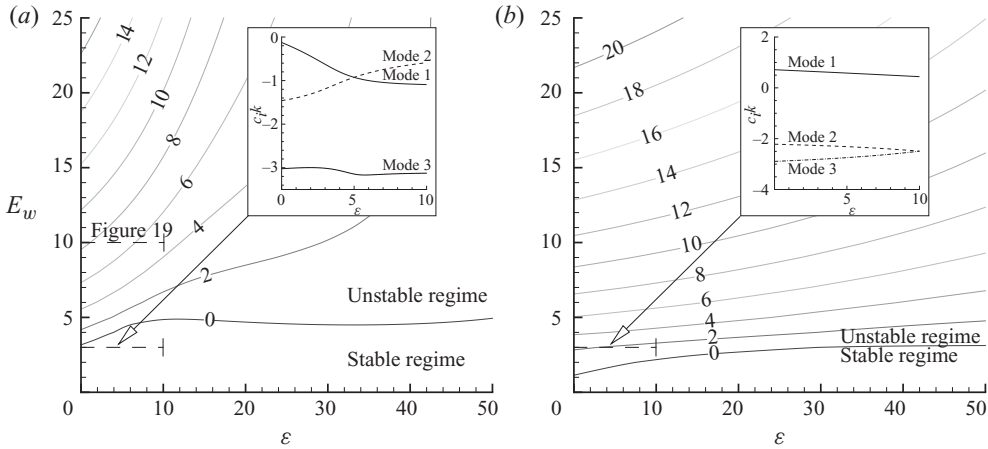 (a)
25
20
15
E_w
10
5
0
0
10
20
30
40
50
ε
14
12
10
8
6
4
2
0
Figure 19
Unstable regime
Stable regime
0
−1
c_i k
−2
−3
0
5
10
ε
Mode 2
Mode 1
Mode 3
(b)
25
20
15
10
5
0
10
20
30
40
50
ε
20
18
16
14
12
10
8
6
4
2
0
Unstable regime
Stable regime
2
0
c_i k
−2
−4
0
5
10
ε
Mode 1
Mode 2
Mode 3